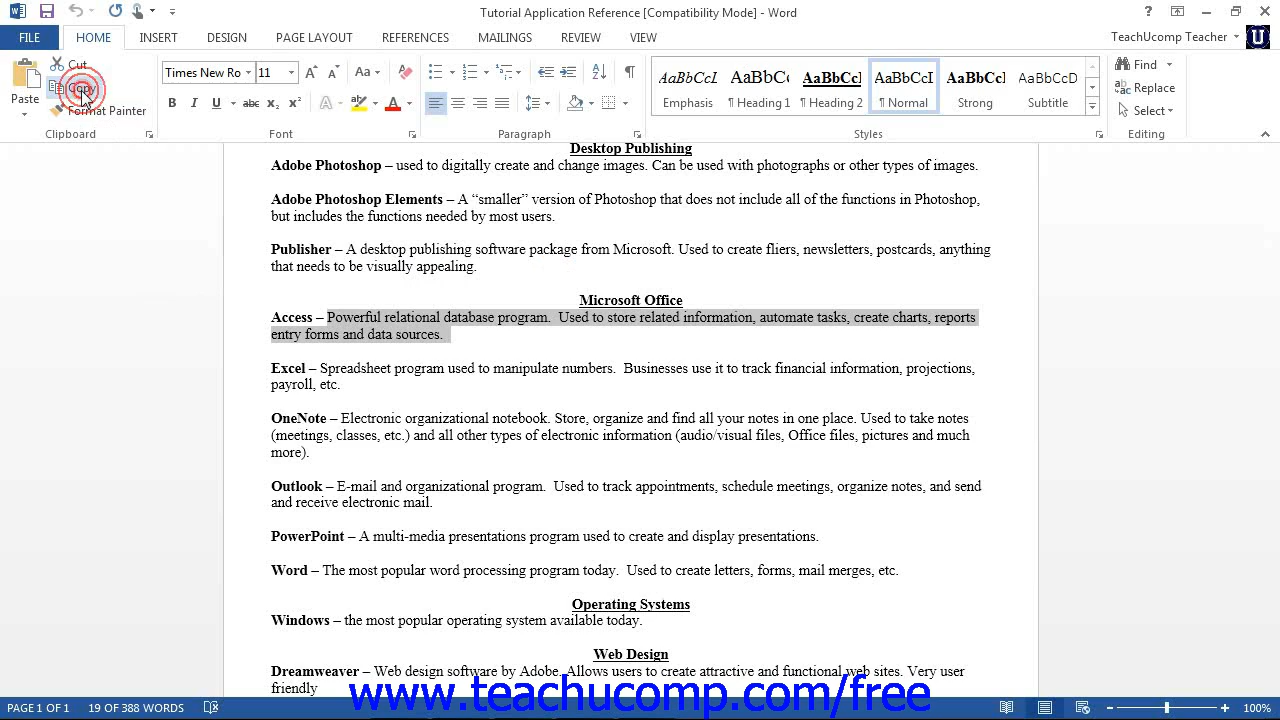 Tutorial Application Reference [Compatibility Mode] - Word
FILE HOME INSERT DESIGN PAGE LAYOUT REFERENCES MAILINGS REVIEW VIEW TeachUcomp Teacher
Paste
Cut
Copy
Format Painter
Clipboard
Times New Ro 11
Font
Paragraph
AaBbCcI AaBbCc AaBbCcl AaBbCcI AaBbCcl AaBbCcD
Emphasis ¶ Heading 2 ¶ Heading 2 ¶ Normal Strong Subtitle
Styles
Find
Replace
Select
Editing
Desktop Publishing
Adobe Photoshop – used to digitally create and change images. Can be used with photographs or other types of images.
Adobe Photoshop Elements – A “smaller” version of Photoshop that does not include all of the functions in Photoshop,
but includes the functions needed by most users.
Publisher – A desktop publishing software package from Microsoft. Used to create fliers, newsletters, postcards, anything
that needs to be visually appealing.
Microsoft Office
Access – Powerful relational database program.  Used to store related information, automate tasks, create charts, reports
entry forms and data sources.
Excel – Spreadsheet program used to manipulate numbers.  Businesses use it to track financial information, projections,
payroll, etc.
OneNote – Electronic organizational notebook. Store, organize and find all your notes in one place. Used to take notes
(meetings, classes, etc.) and all other types of electronic information (audio/visual files, Office files, pictures and much
more).
Outlook – E-mail and organizational program.  Used to track appointments, schedule meetings, organize notes, and send
and receive electronic mail.
PowerPoint – A multi-media presentations program used to create and display presentations.
Word – The most popular word processing program today.  Used to create letters, forms, mail merges, etc.
Operating Systems
Windows – the most popular operating system available today.
Web Design
Dreamweaver – Web design software by Adobe. Allows users to create attractive and functional web sites. Very user
friendly
www.teachucomp.com/free
PAGE 1 OF 1 19 OF 388 WORDS 100%